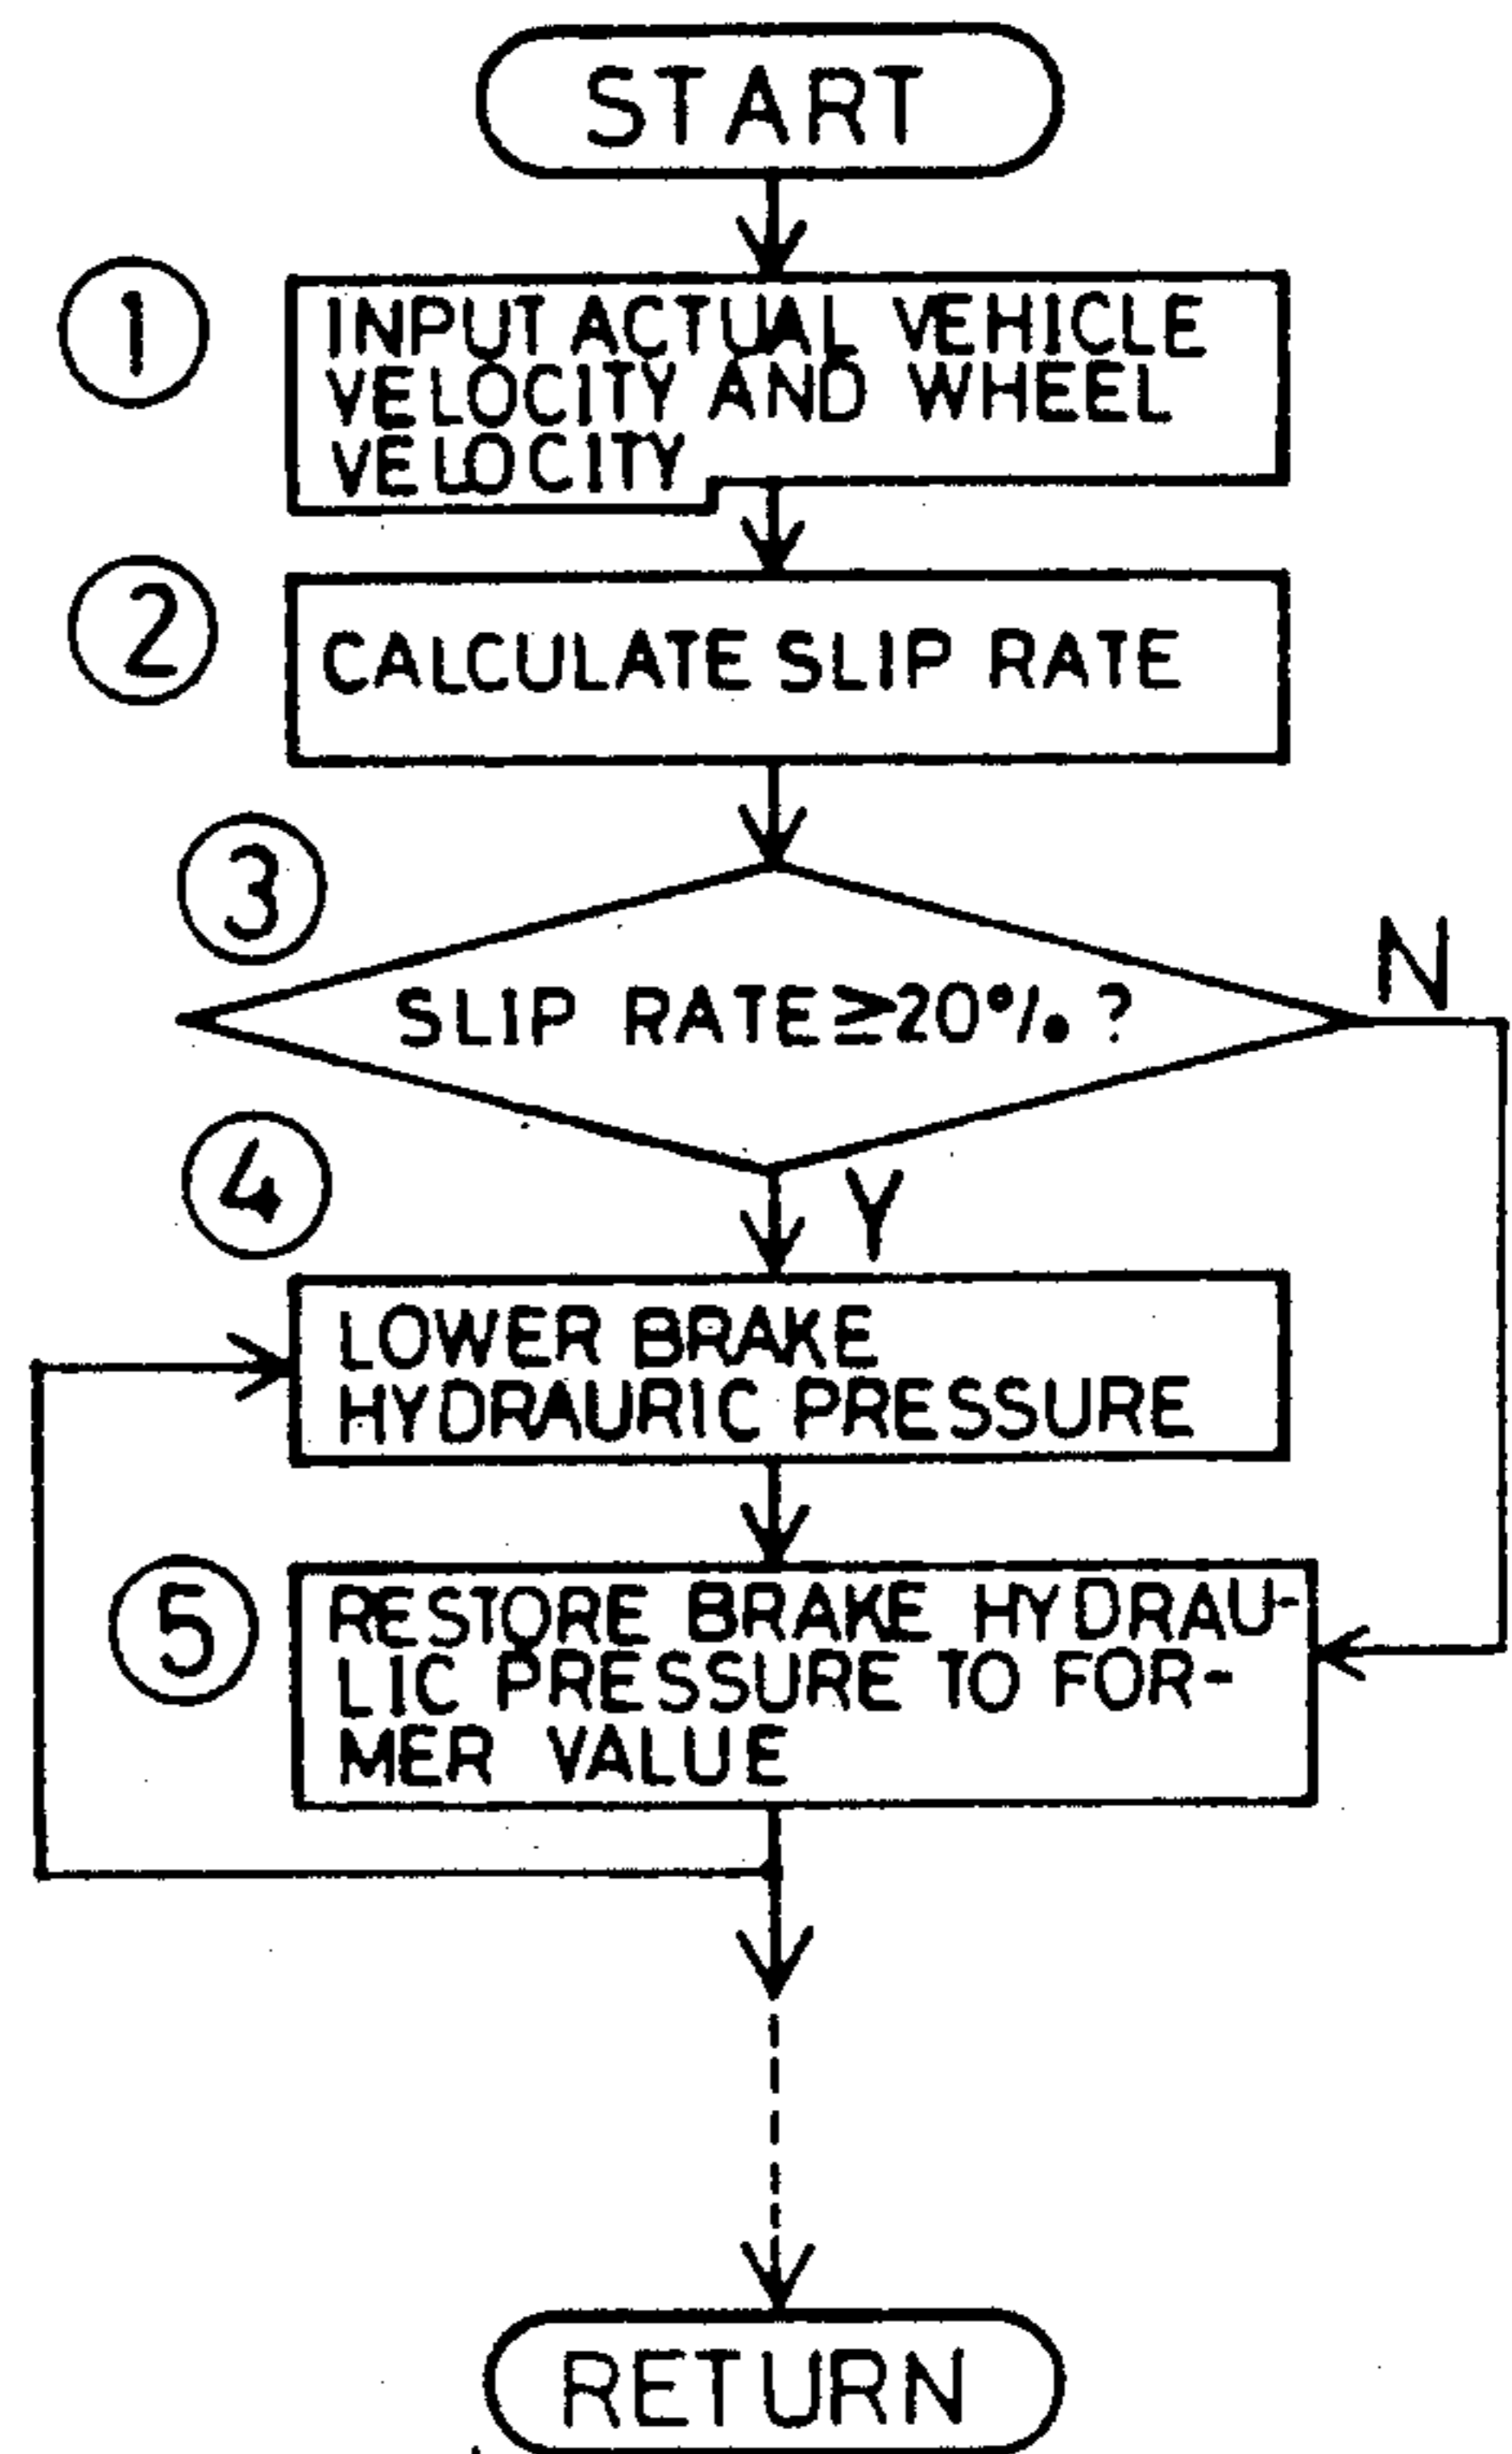 START
1
INPUT ACTUAL VEHICLE
VELOCITY AND WHEEL
VELOCITY
2
CALCULATE SLIP RATE
3
SLIP RATE≧20%?
N
4
Y
LOWER BRAKE
HYDRAURIC PRESSURE
5
RESTORE BRAKE HYDRAU-
LIC PRESSURE TO FOR-
MER VALUE
RETURN